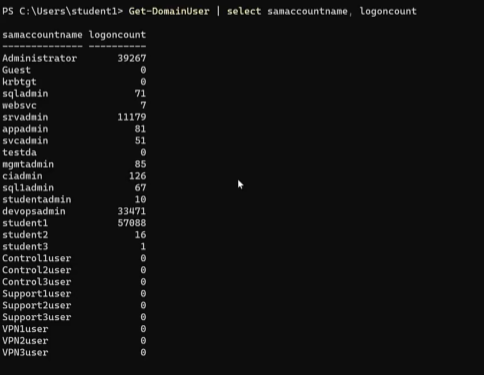 PS C:\Users\student1> Get-DomainUser | select samaccountname, logoncount
samaccountname logoncount
-------------- ----------
Administrator 39267
Guest 0
krbtgt 0
sqladmin 71
websvc 7
srvadmin 11179
appadmin 81
svcadmin 51
testda 0
mgmtadmin 85
ciadmin 126
sql1admin 67
studentadmin 10
devopsadmin 33471
student1 57088
student2 16
student3 1
Control1user 0
Control2user 0
Control3user 0
Support1user 0
Support2user 0
Support3user 0
VPN1user 0
VPN2user 0
VPN3user 0